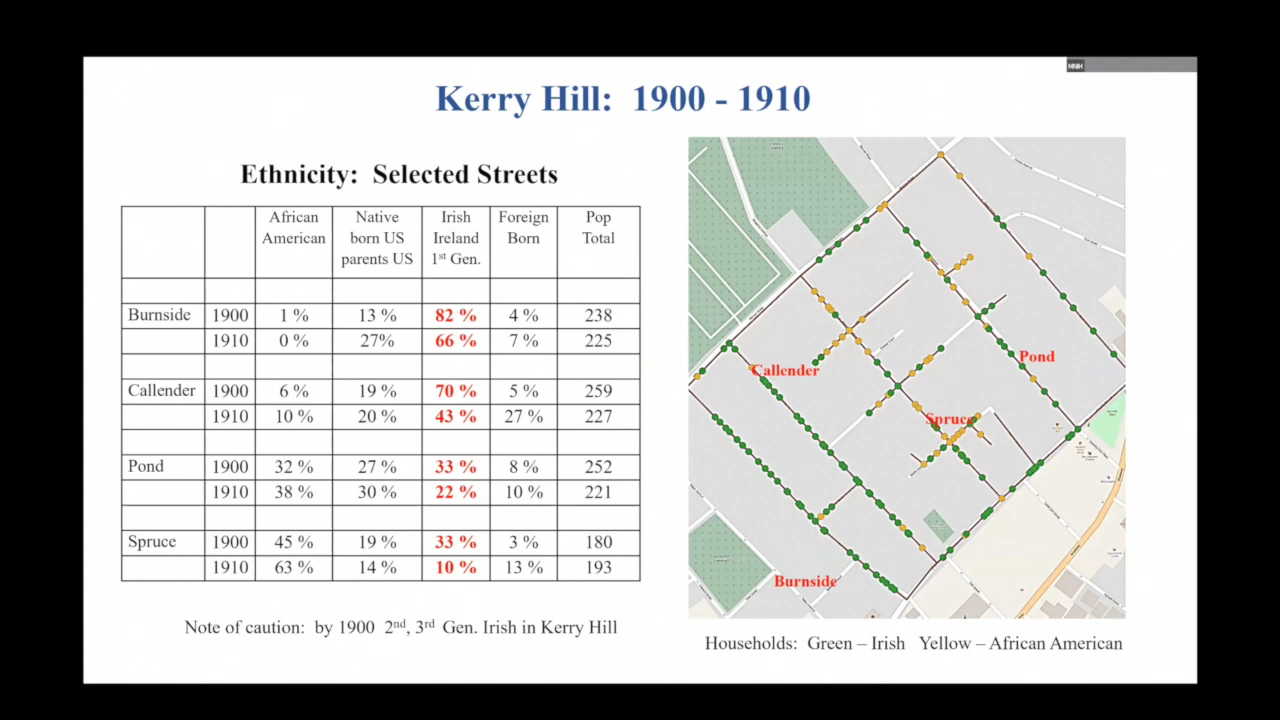 MNIH
Kerry Hill: 1900 - 1910
Ethnicity: Selected Streets
African American Native born US parents US Irish Ireland 1st Gen. Foreign Born Pop Total
Burnside 1900 1 % 13 % 82 % 4 % 238
1910 0 % 27% 66 % 7 % 225
Callender 1900 6 % 19 % 70 % 5 % 259
1910 10 % 20 % 43 % 27 % 227
Pond 1900 32 % 27 % 33 % 8 % 252
1910 38 % 30 % 22 % 10 % 221
Spruce 1900 45 % 19 % 33 % 3 % 180
1910 63 % 14 % 10 % 13 % 193
Note of caution: by 1900 2nd, 3rd Gen. Irish in Kerry Hill
Pond
Callender
Spruce
Burnside
Households: Green – Irish Yellow – African American